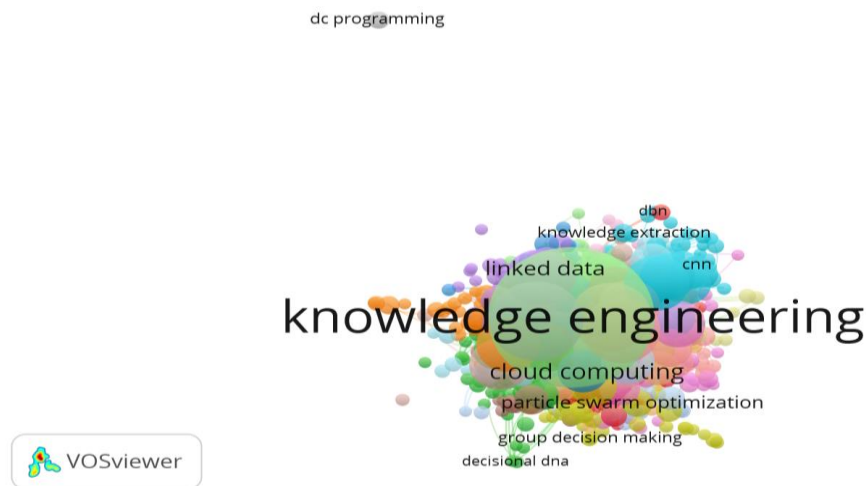 dc programming
dbn
knowledge extraction
linked data
cnn
knowledge engineering
cloud computing
particle swarm optimization
group decision making
decisional dna
VOSviewer